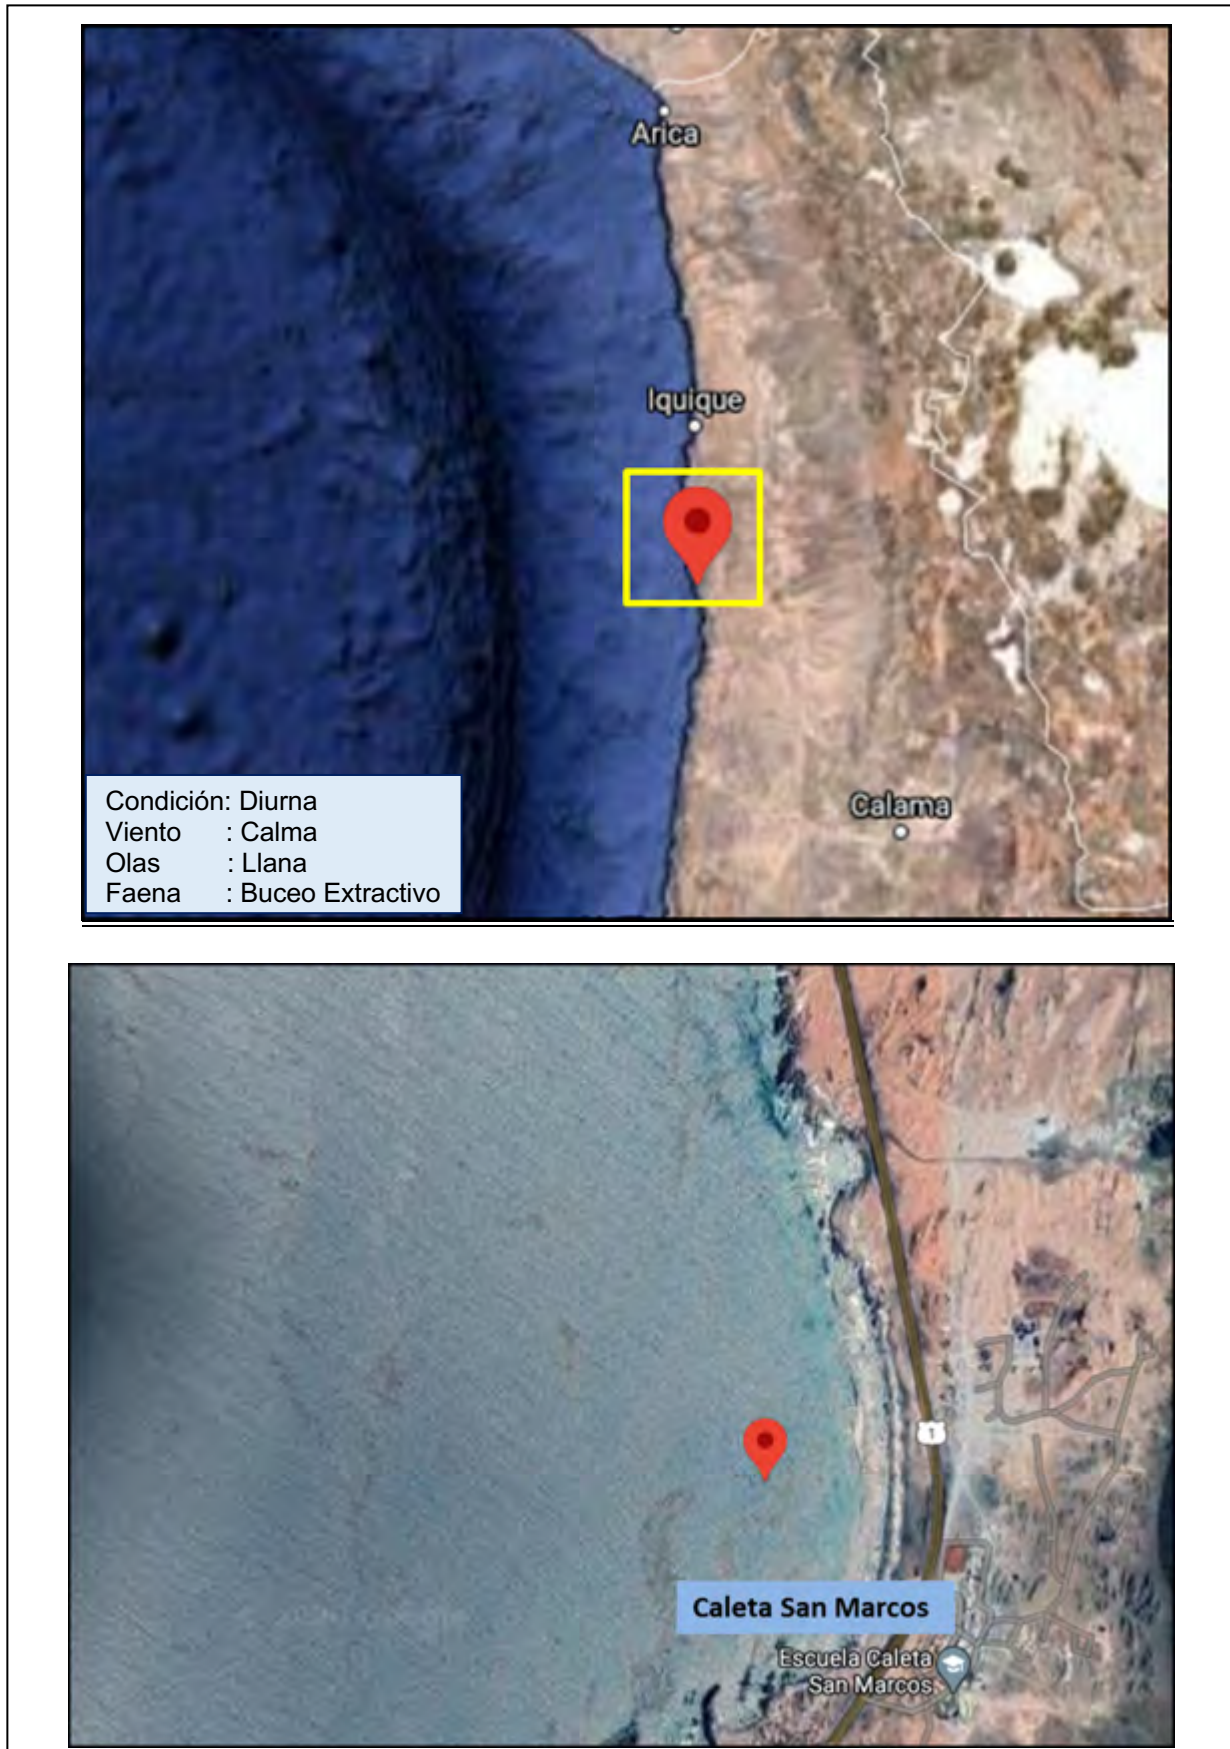 Arica
Iquique
Calama
Condición: Diurna
Viento : Calma
Olas : Llana
Faena : Buceo Extractivo
1
Caleta San Marcos
Escuela Caleta
San Marcos